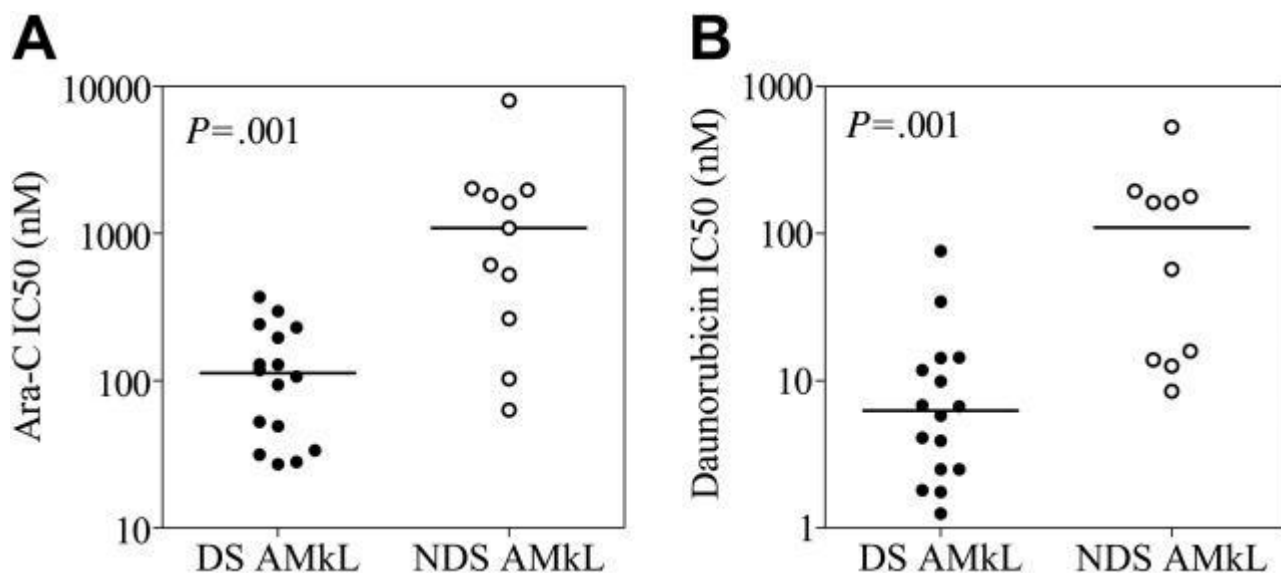 A
Ara-C IC50 (nM)
10000
1000
100
10
P=.001
DS AMkL
NDS AMkL
B
Daunorubicin IC50 (nM)
1000
100
10
1
P=.001
DS AMkL
NDS AMkL